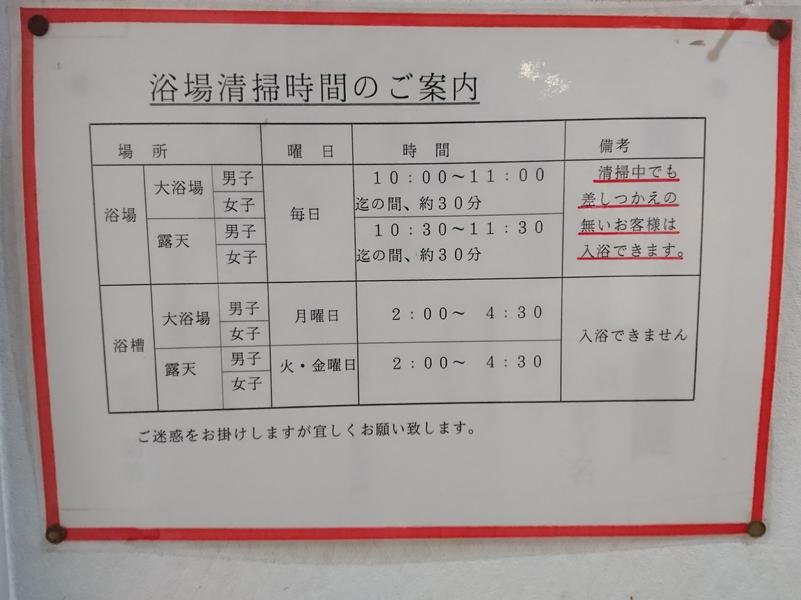 浴場清掃時間のご案内
場 所 曜 日 時 間 備考
浴場 大浴場 男子 女子 毎日 10:00～11:00
迄の間、約30分
露天 男子 女子 10:30～11:30
迄の間、約30分
清掃中でも
差しつかえの
無いお客様は
入浴できます。
浴槽 大浴場 男子 女子 月曜日 2:00～ 4:30
露天 男子 女子 火・金曜日 2:00～ 4:30
入浴できません
ご迷惑をお掛けしますが宜しくお願い致します。